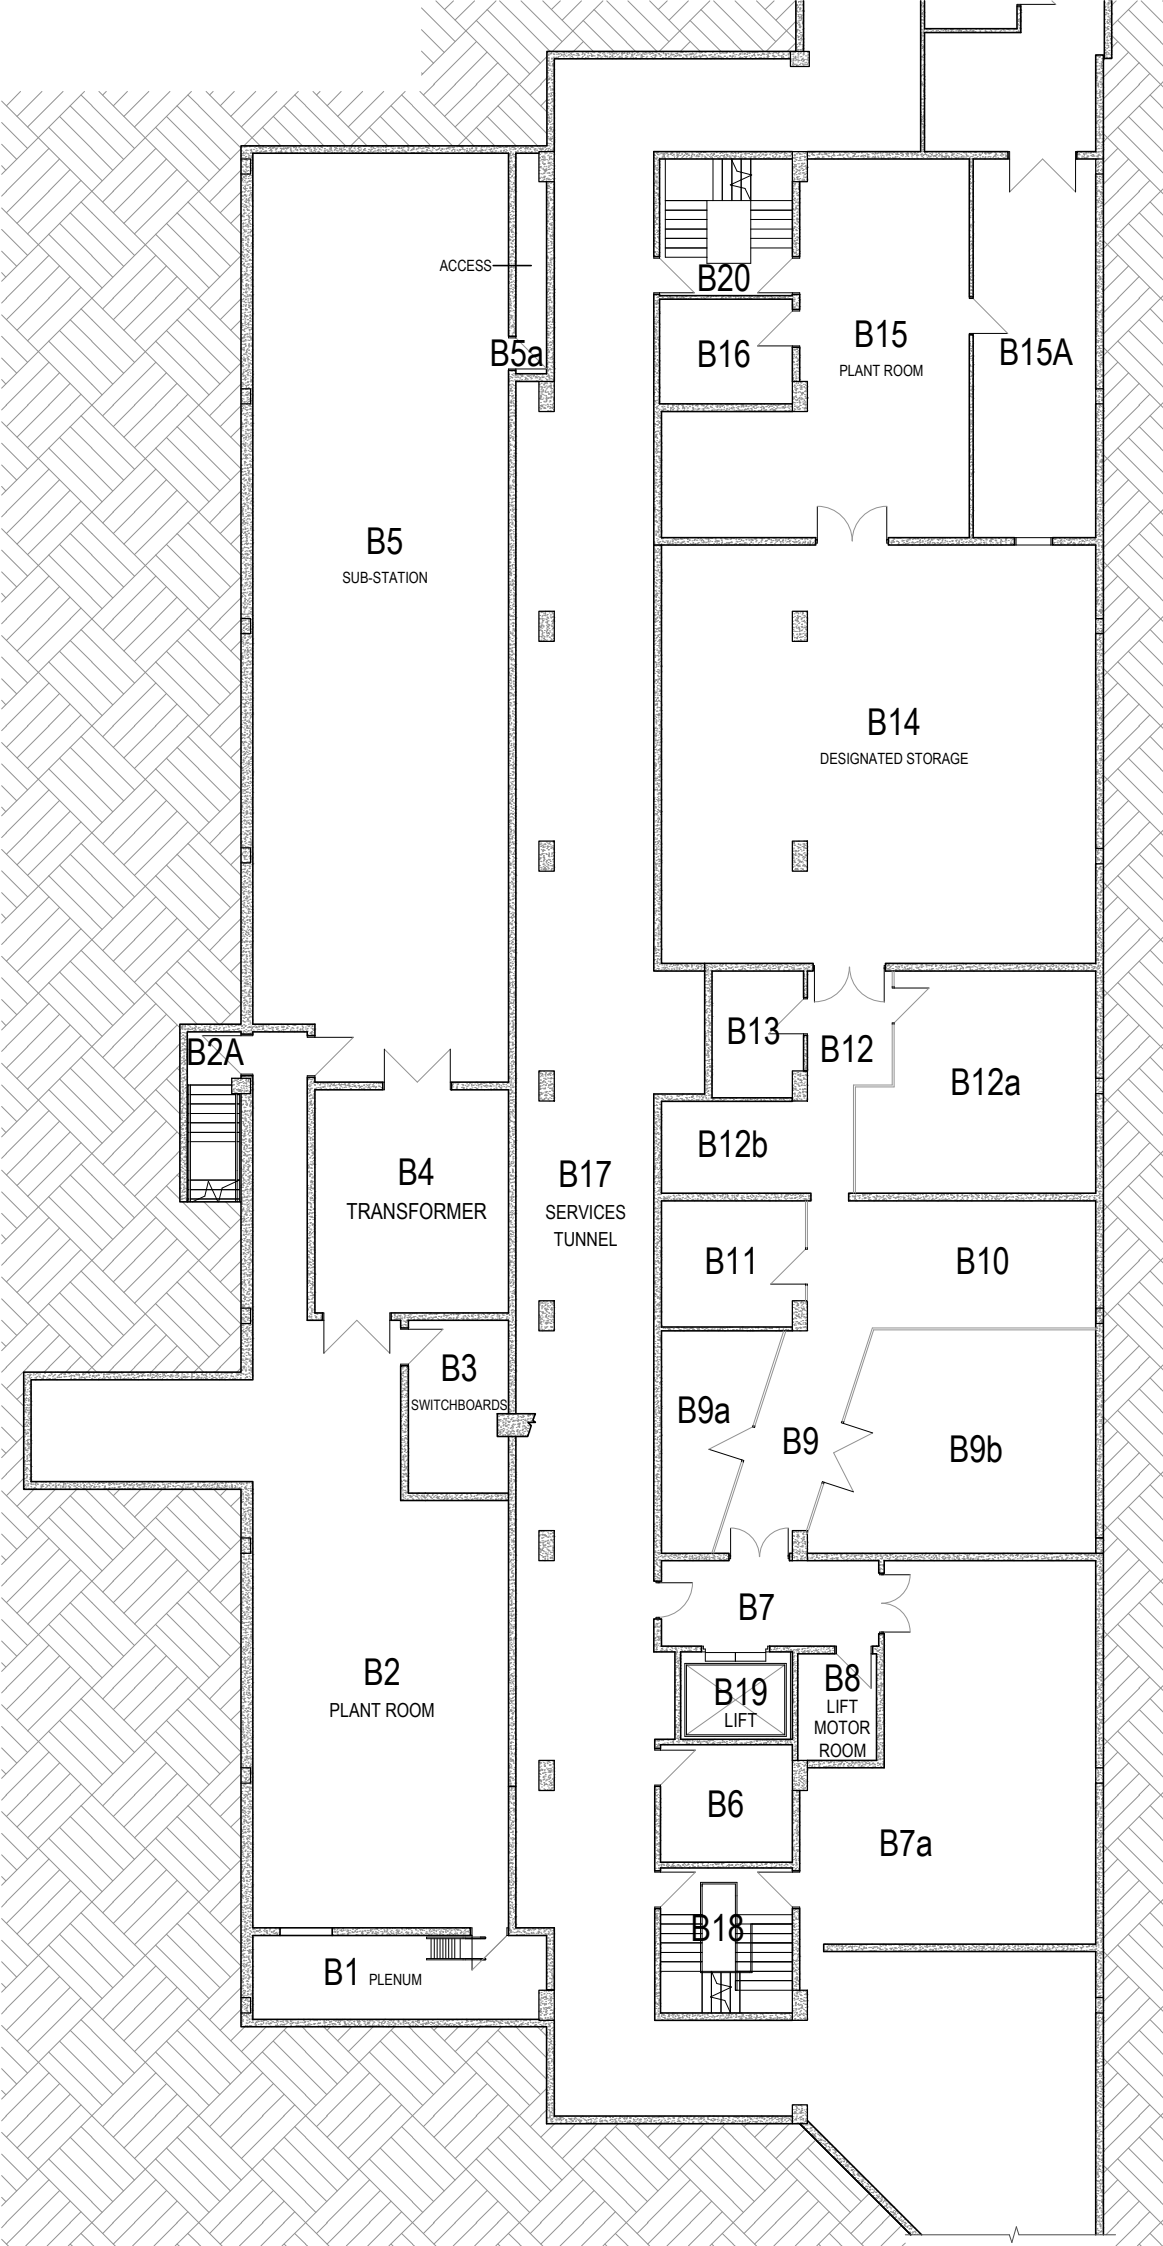 ACCESS
B5a
B20
B16
B15
PLANT ROOM
B15A
B5
SUB-STATION
B14
DESIGNATED STORAGE
B2A
B13
B12
B12a
B12b
B4
TRANSFORMER
B17
SERVICES
TUNNEL
B11
B10
B3
SWITCHBOARDS
B9a
B9
B9b
B7
B2
PLANT ROOM
B19
LIFT
B8
LIFT
MOTOR
ROOM
B6
B7a
B18
B1 PLENUM